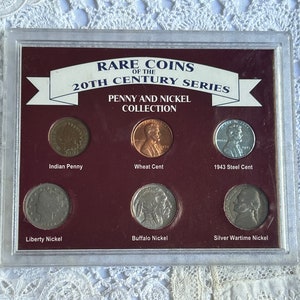 RARE COINS
OF THE
20TH CENTURY SERIES
PENNY AND NICKEL
COLLECTION
Indian Penny
Wheat Cent
1943 Steel Cent
Liberty Nickel
Buffalo Nickel
Silver Wartime Nickel